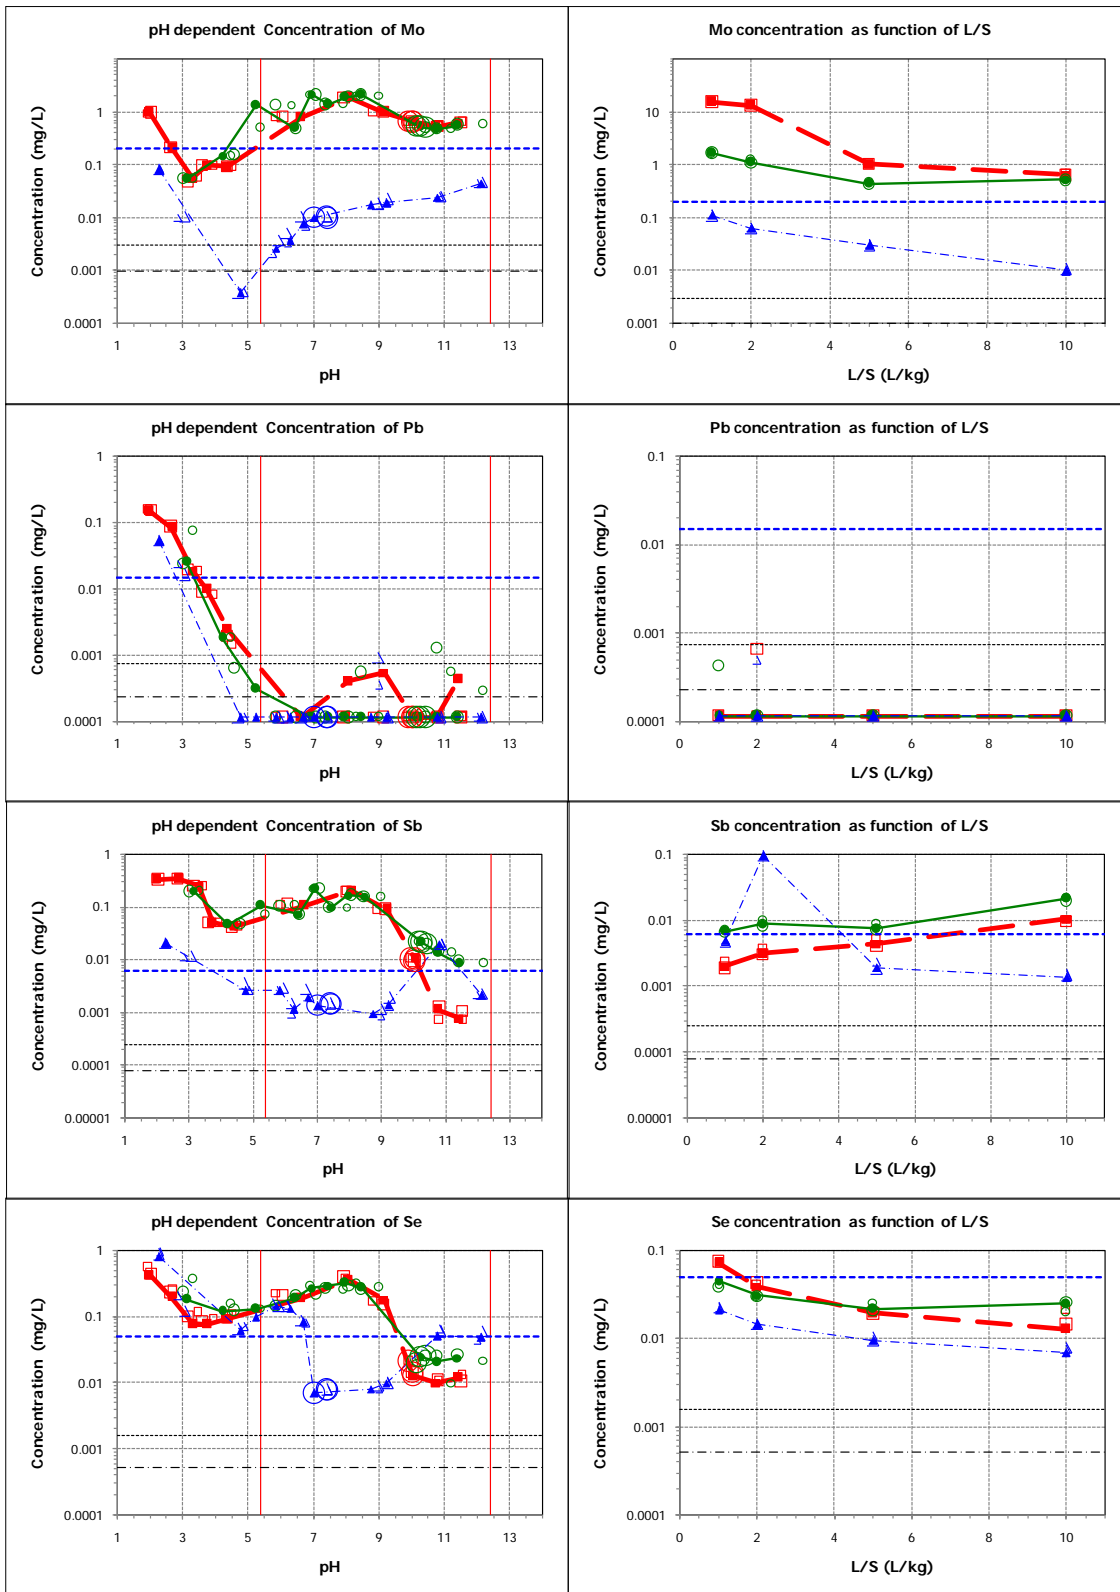 pH dependent Concentration of Mo
Concentration (mg/L)
1
0.1
0.01
0.001
0.0001
1 3 5 7 9 11 13
pH
Mo concentration as function of L/S
Concentration (mg/L)
10
1
0.1
0.01
0.001
0 2 4 6 8 10
L/S (L/kg)
pH dependent Concentration of Pb
Concentration (mg/L)
1
0.1
0.01
0.001
0.0001
1 3 5 7 9 11 13
pH
Pb concentration as function of L/S
Concentration (mg/L)
0.1
0.01
0.001
0.0001
0 2 4 6 8 10
L/S (L/kg)
pH dependent Concentration of Sb
Concentration (mg/L)
1
0.1
0.01
0.001
0.0001
0.00001
1 3 5 7 9 11 13
pH
Sb concentration as function of L/S
Concentration (mg/L)
0.1
0.01
0.001
0.0001
0.00001
0 2 4 6 8 10
L/S (L/kg)
pH dependent Concentration of Se
Concentration (mg/L)
1
0.1
0.01
0.001
0.0001
1 3 5 7 9 11 13
pH
Se concentration as function of L/S
Concentration (mg/L)
0.1
0.01
0.001
0.0001
0 2 4 6 8 10
L/S (L/kg)